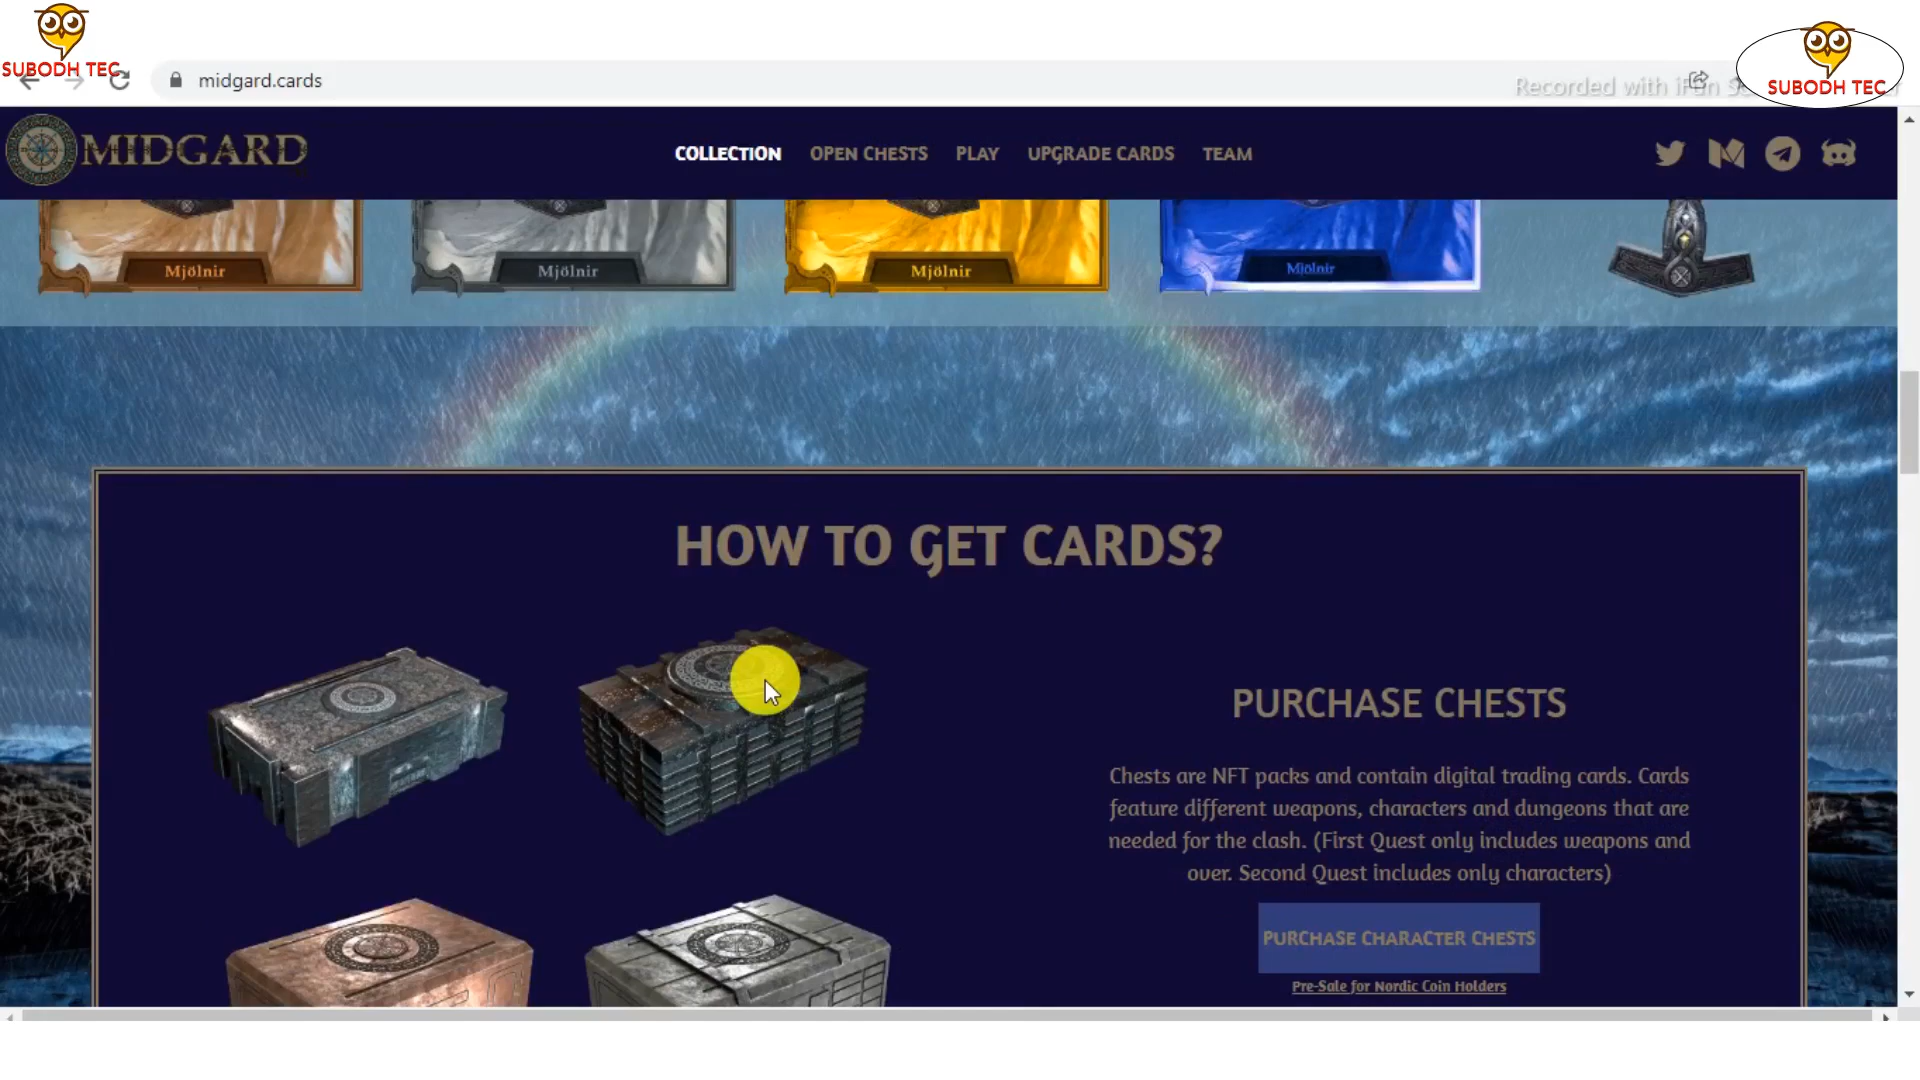 SUBODH TEC
midgard.cards
Recorded with iFun
SUBODH TEC
MIDGARD
COLLECTION OPEN CHESTS PLAY UPGRADE CARDS TEAM
Mjölnir Mjölnir Mjölnir Mjölnir
HOW TO GET CARDS?
PURCHASE CHESTS
Chests are NFT packs and contain digital trading cards. Cards
feature different weapons, characters and dungeons that are
needed for the clash. (First Quest only includes weapons and
over. Second Quest includes only characters)
PURCHASE CHARACTER CHESTS
Pre-Sale for Nordic Coin Holders